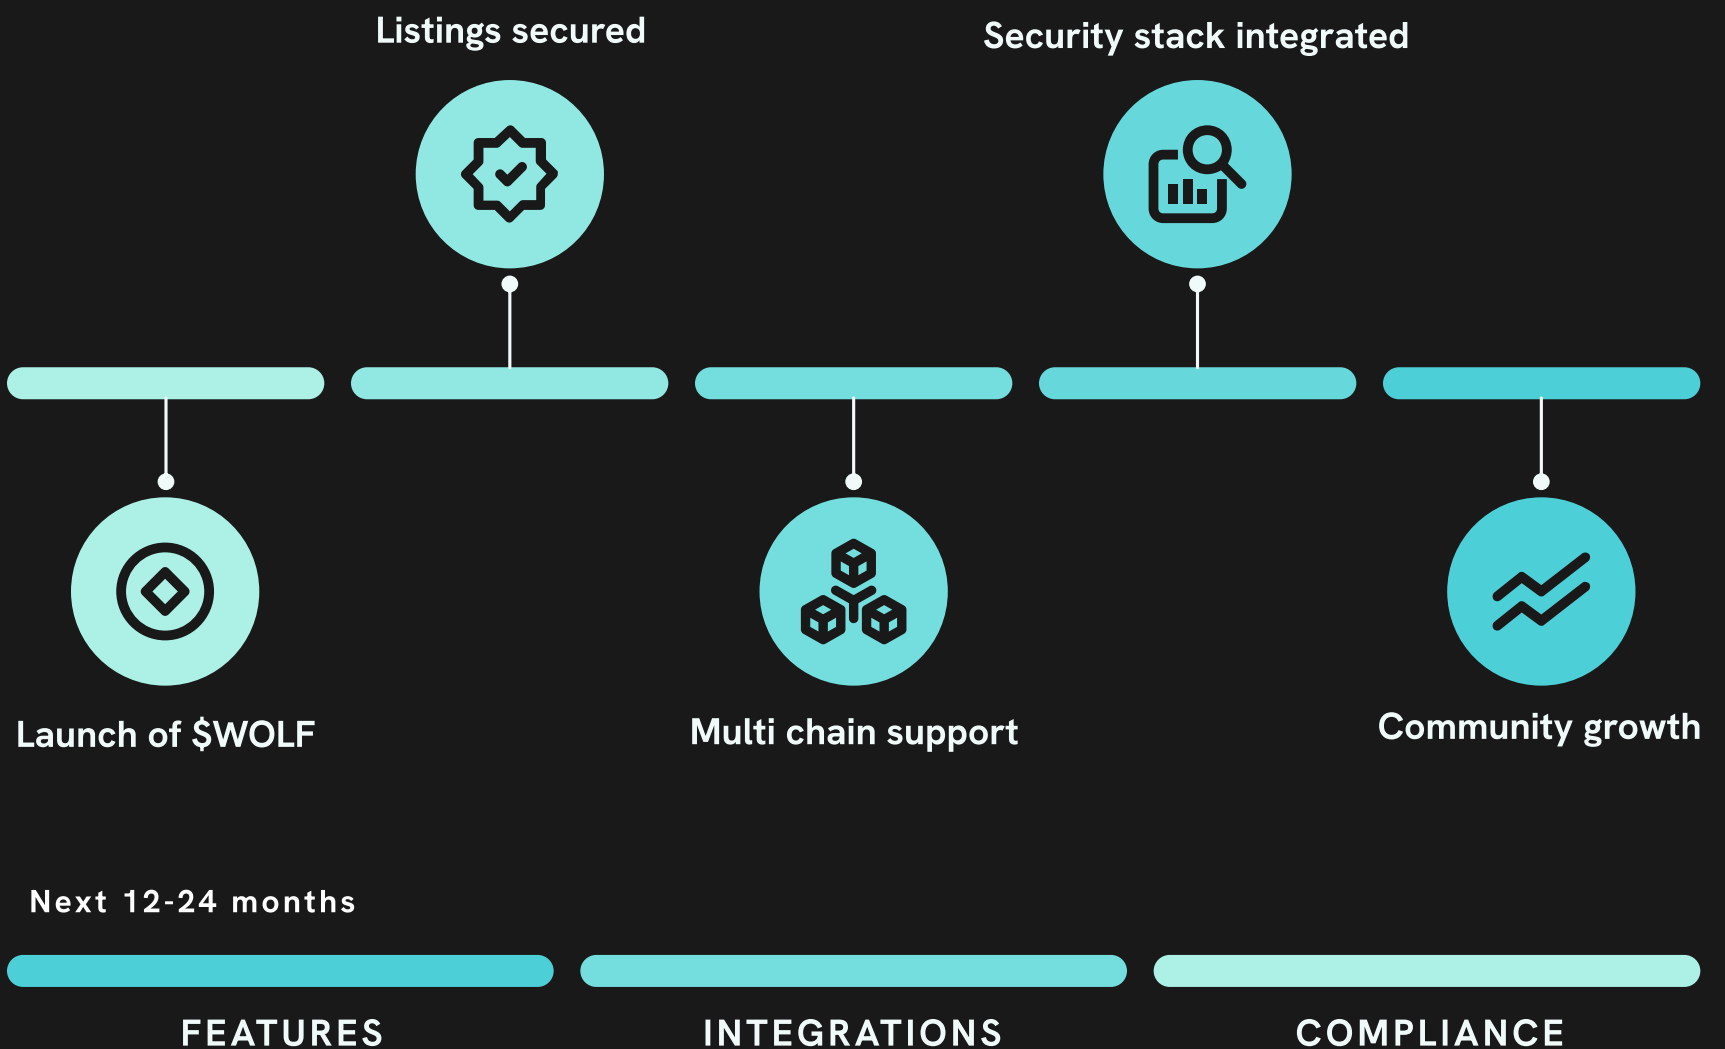 Listings secured
Security stack integrated
Launch of $WOLF
Multi chain support
Community growth
Next 12-24 months
FEATURES
INTEGRATIONS
COMPLIANCE